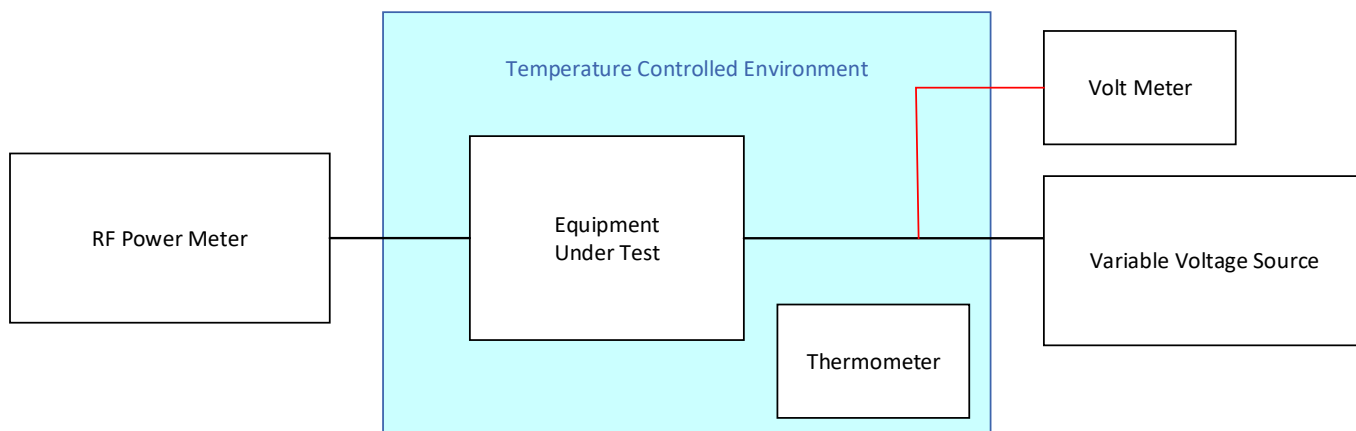 Temperature Controlled Environment
Volt Meter
RF Power Meter
Equipment
Under Test
Variable Voltage Source
Thermometer